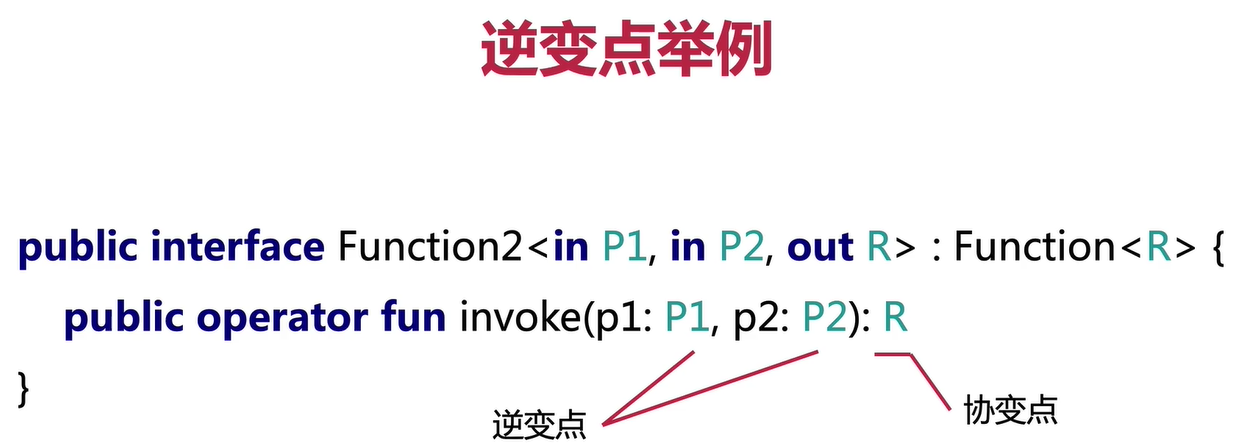 逆变点举例
public interface Function2<in P1, in P2, out R> : Function<R> {
public operator fun invoke(p1: P1, p2: P2): R
}
逆变点
协变点